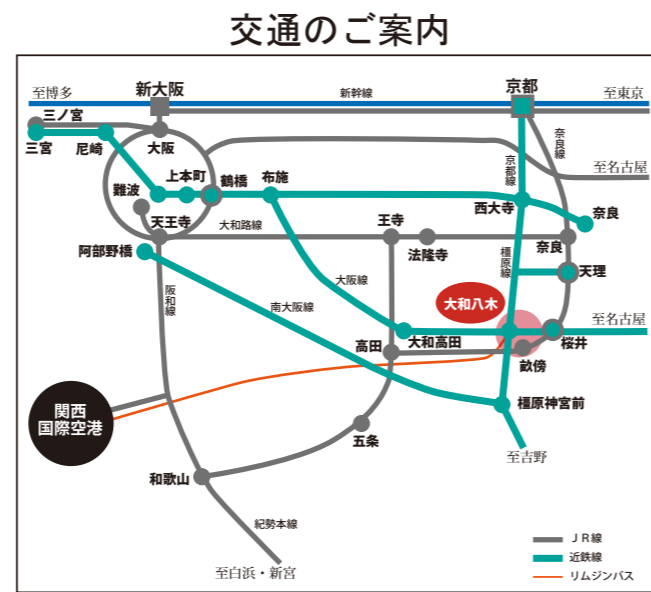 交通のご案内
至博多
新大阪
新幹線
京都
至東京
三ノ宮
三宮
尼崎
大阪
奈良線
京都線
至名古屋
上本町
鶴橋
布施
難波
西大寺
奈良
天王寺
大和路線
王寺
法隆寺
奈良
阿部野橋
橿原線
天理
大阪線
阪和線
南大阪線
大和八木
至名古屋
高田
大和高田
桜井
畝傍
関西
国際空港
橿原神宮前
五条
至吉野
和歌山
紀勢本線
至白浜・新宮
JR線
近鉄線
リムジンバス